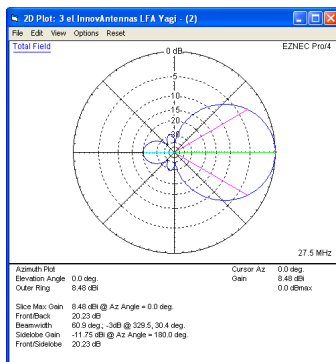 2D Plot: 3 el InnovAntennas LFA Yagi - (2)
File Edit View Options Reset
Total Field
EZNEC Pro/4
0 dB
-5
-10
-15
-20
-30
27.5 MHz
Azimuth Plot
Elevation Angle 0.0 deg.
Outer Ring 8.48 dBi
Cursor Az 0.0 deg.
Gain 8.48 dBi
0.0 dBmax
Slice Max Gain 8.48 dBi @ Az Angle = 0.0 deg.
Front/Back 20.23 dB
Beamwidth 60.9 deg.; -3dB @ 329.5, 30.4 deg.
Sidelobe Gain -11.75 dBi @ Az Angle = 180.0 deg.
Front/Sidelobe 20.23 dB